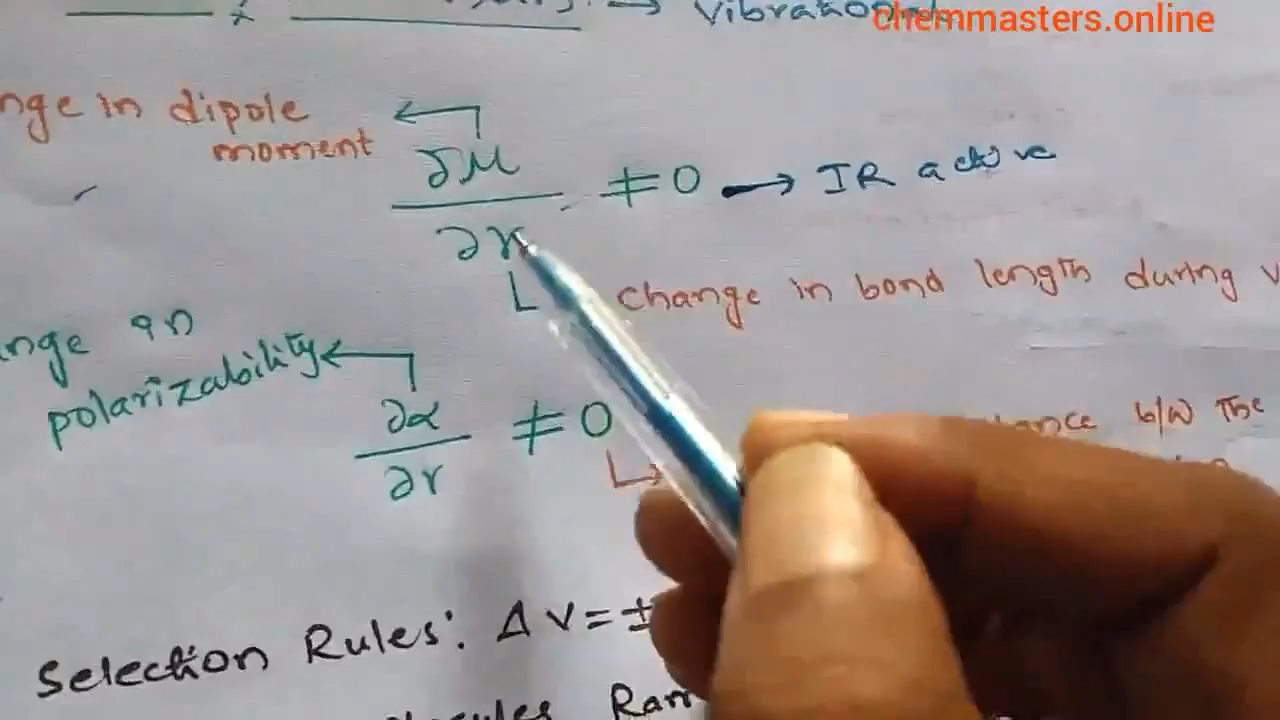 → Vibrational
chemmasters.online
nge in dipole
moment
∂μ
∂r
≠0 → IR active
change in bond length during v
nge in
polarizability
∂α
∂r
≠ 0
b/w The
Selection Rules: ΔV=±
Ram